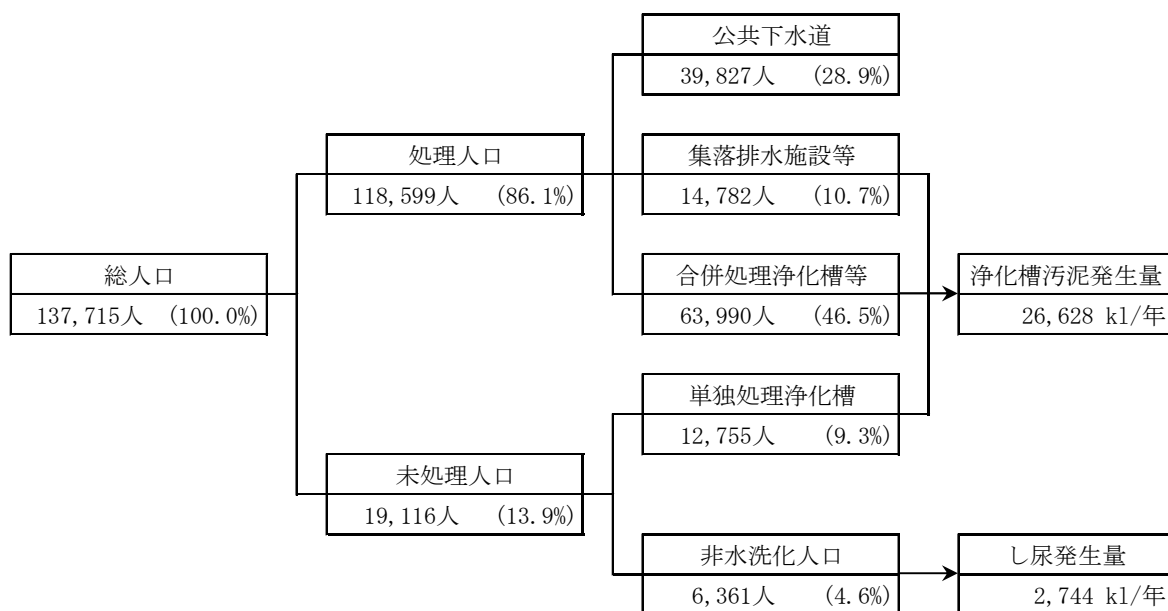 公共下水道
39,827人 (28.9%)
処理人口
118,599人 (86.1%)
集落排水施設等
14,782人 (10.7%)
総人口
137,715人 (100.0%)
合併処理浄化槽等
63,990人 (46.5%)
浄化槽汚泥発生量
26,628 kl/年
単独処理浄化槽
12,755人 (9.3%)
未処理人口
19,116人 (13.9%)
非水洗化人口
6,361人 (4.6%)
し尿発生量
2,744 kl/年